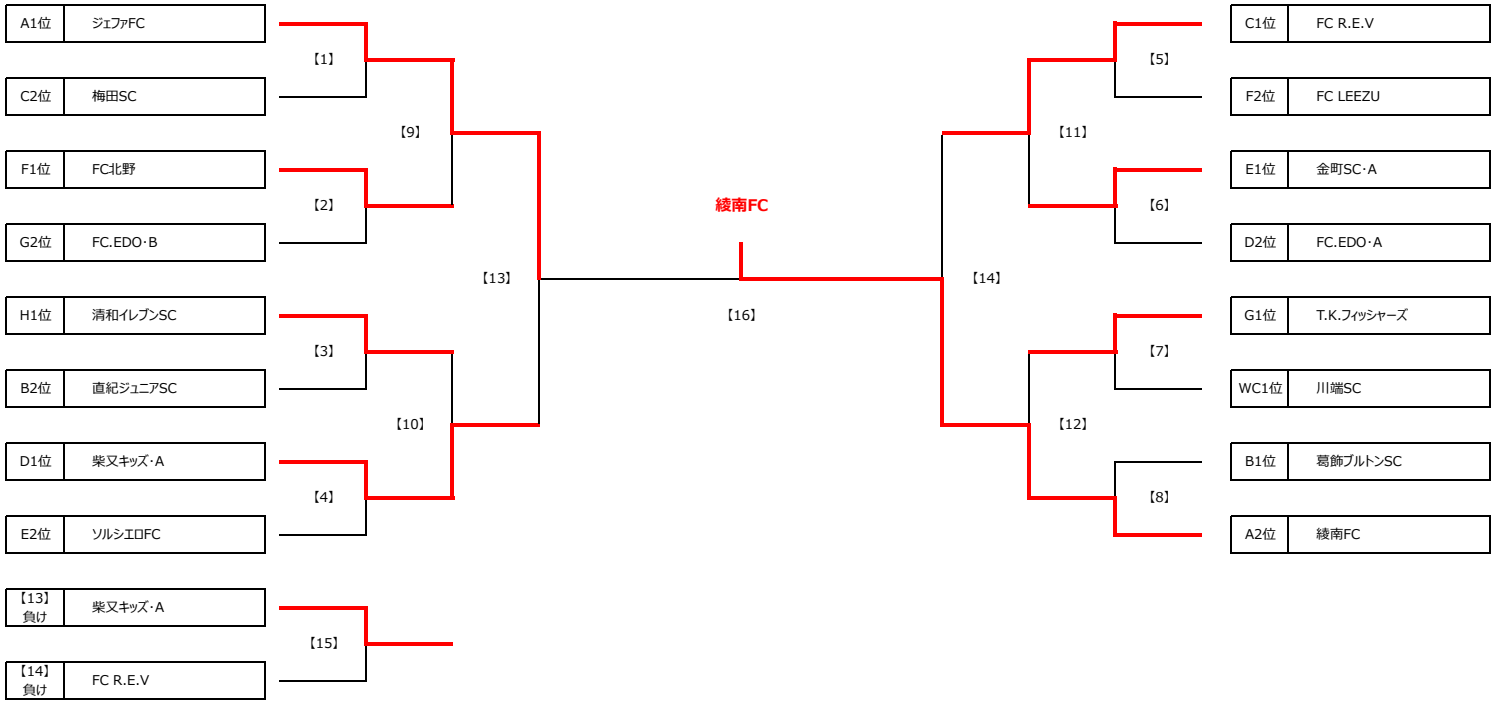 A1位 ジェファFC
【1】
C2位 梅田SC
【9】
F1位 FC北野
【2】
G2位 FC.EDO･B
【13】
H1位 清和イレブンSC
【3】
B2位 直紀ジュニアSC
【10】
D1位 柴又キッズ･A
【4】
E2位 ソルシエロFC
【13】
負け
柴又キッズ･A
【15】
【14】
負け
FC R.E.V
綾南FC
【16】
C1位 FC R.E.V
【5】
F2位 FC LEEZU
【11】
E1位 金町SC･A
【6】
D2位 FC.EDO･A
【14】
G1位 T.K.フィッシャーズ
【7】
WC1位 川端SC
【12】
B1位 葛飾ブルトンSC
【8】
A2位 綾南FC